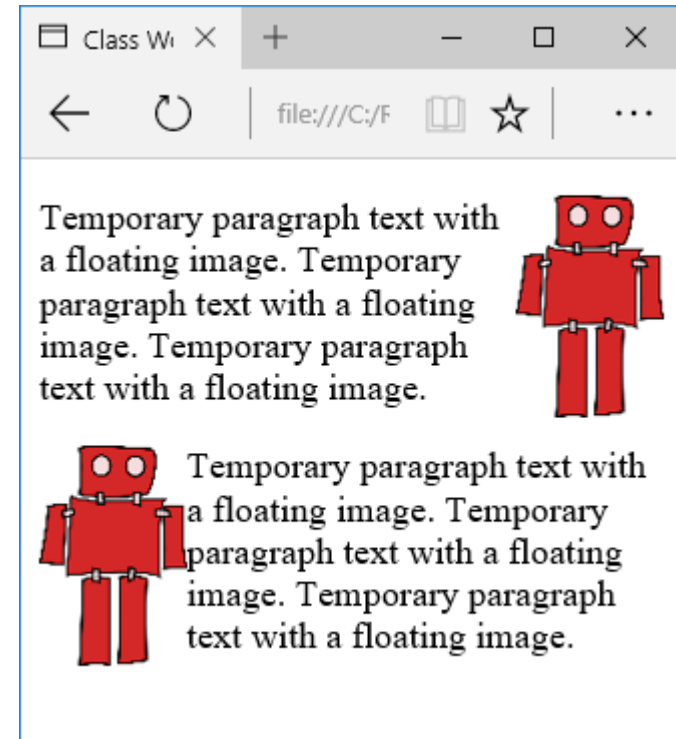 Class W
file:///C:/F
Temporary paragraph text with
a floating image. Temporary
paragraph text with a floating
image. Temporary paragraph
text with a floating image.
Temporary paragraph text with
a floating image. Temporary
paragraph text with a floating
image. Temporary paragraph
text with a floating image.